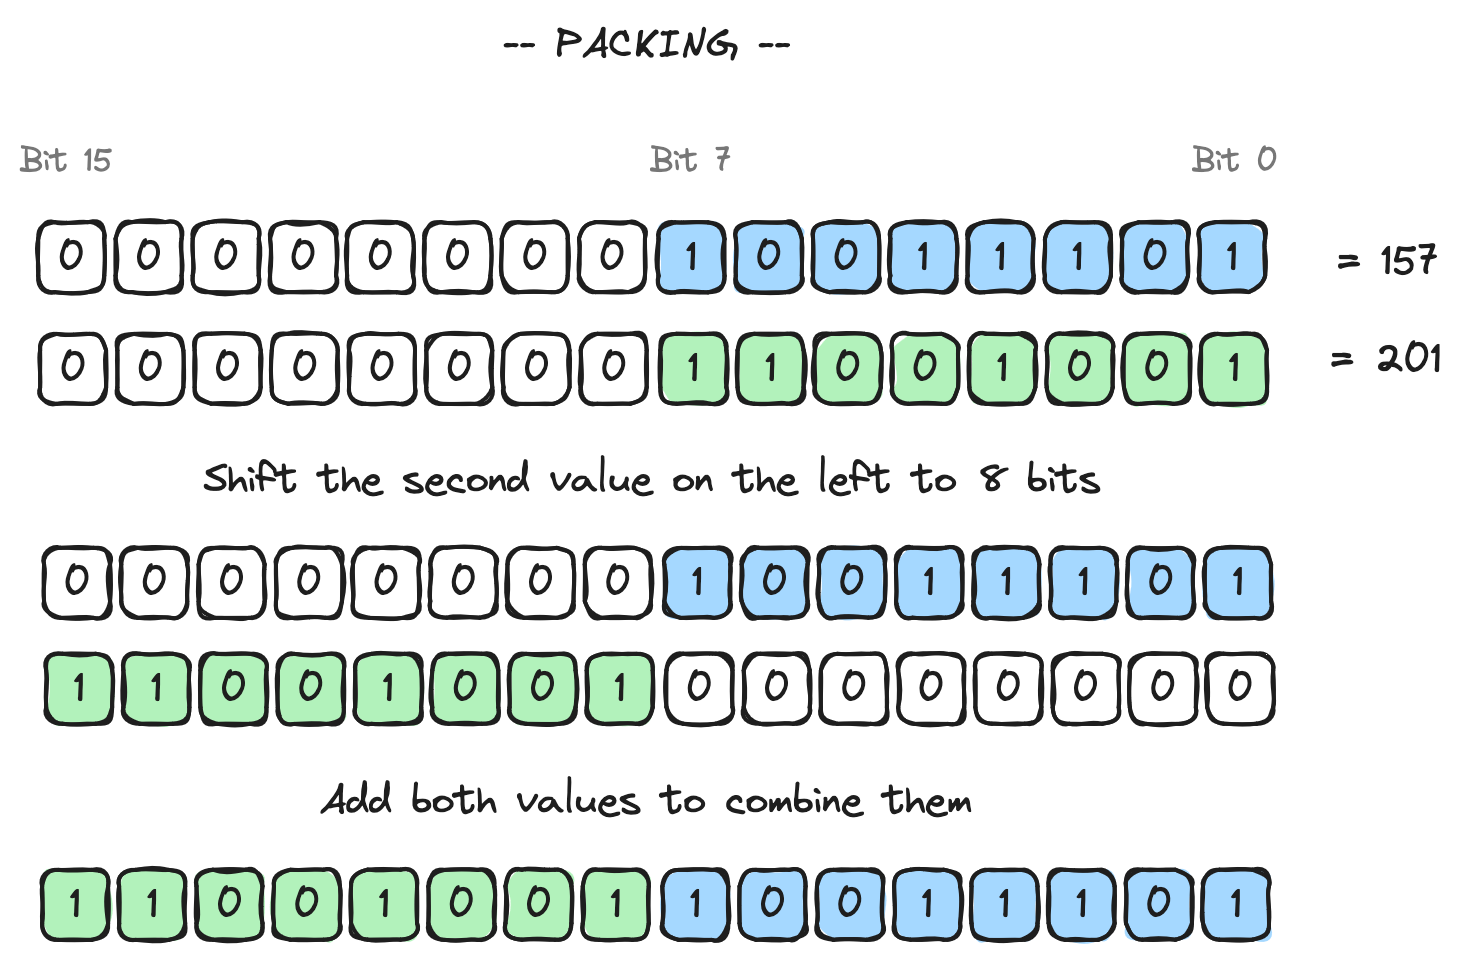 -- PACKING --
Bit 15 Bit 7 Bit 0
0 0 0 0 0 0 0 0 1 0 0 1 1 1 0 1 = 157
0 0 0 0 0 0 0 0 1 1 0 0 1 0 0 1 = 201
Shift the second value on the left to 8 bits
0 0 0 0 0 0 0 0 1 0 0 1 1 1 0 1
1 1 0 0 1 0 0 1 0 0 0 0 0 0 0 0
Add both values to combine them
1 1 0 0 1 0 0 1 1 0 0 1 1 1 0 1